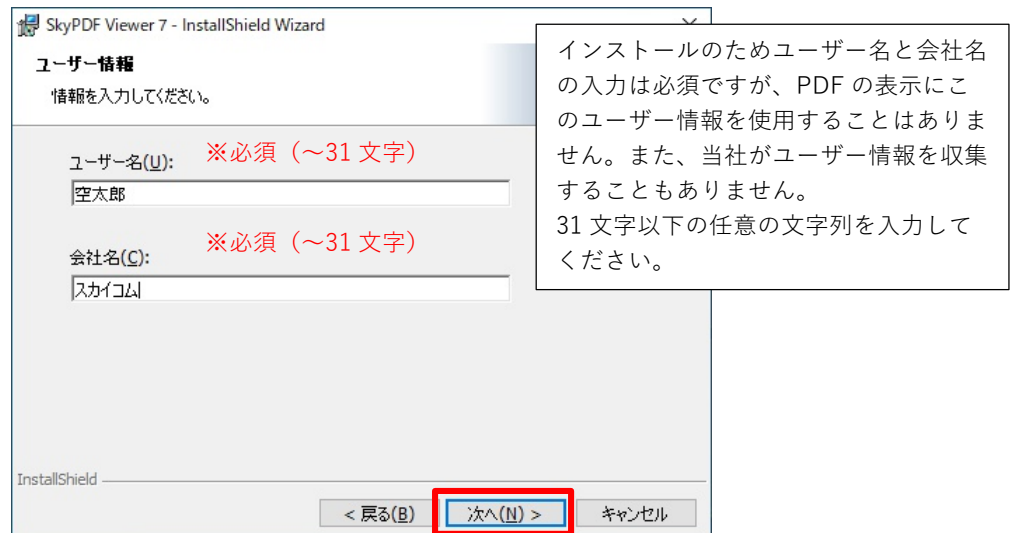 SkyPDF Viewer 7 - InstallShield Wizard
ユーザー情報
情報を入力してください。
ユーザー名(U):
※必須（～31 文字）
空太郎
会社名(C):
※必須（～31 文字）
スカイコム
インストールのためユーザー名と会社名
の入力は必須ですが、PDF の表示にこ
のユーザー情報を使用することはありま
せん。また、当社がユーザー情報を収集
することもありません。
31 文字以下の任意の文字列を入力して
ください。
InstallShield
< 戻る(B)
次へ(N) >
キャンセル